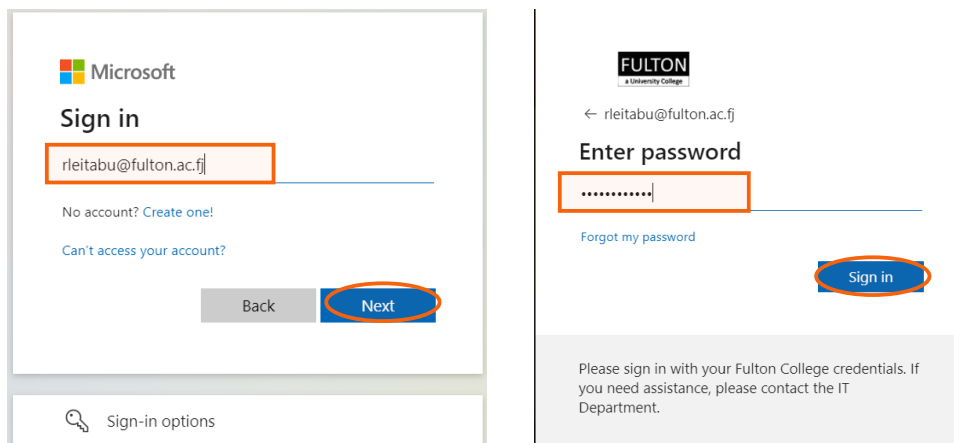 Microsoft
Sign in
rleitabu@fulton.ac.fj
No account? Create one!
Can't access your account?
Back
Next
Sign-in options
FULTON
a University College
← rleitabu@fulton.ac.fj
Enter password
••••••••••••
Forgot my password
Sign in
Please sign in with your Fulton College credentials. If
you need assistance, please contact the IT
Department.